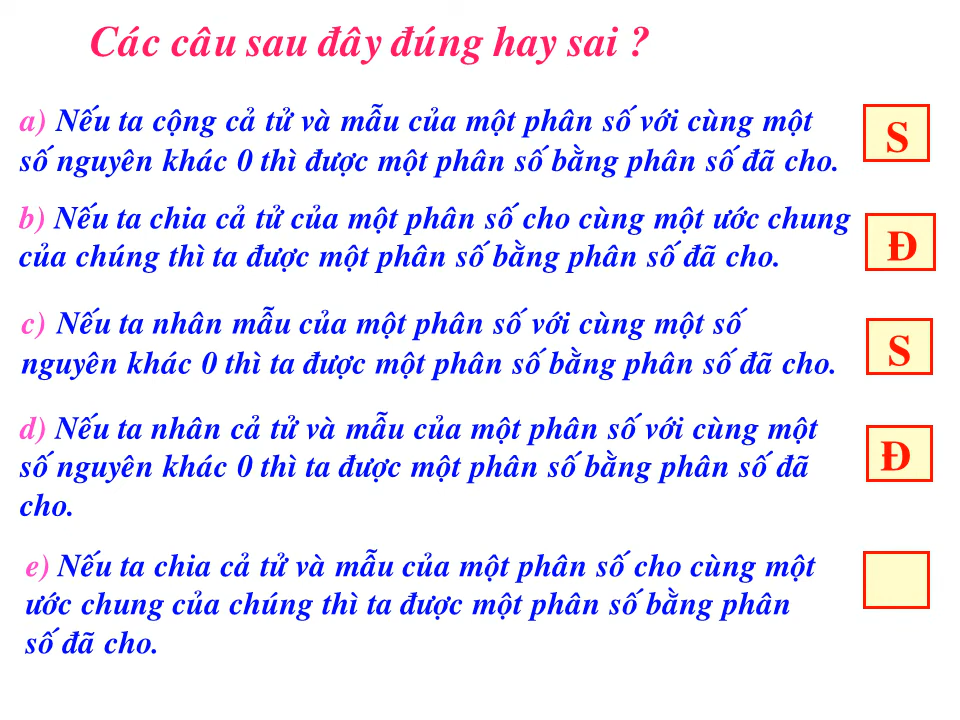 Các câu sau đây đúng hay sai ?
a) Nếu ta cộng cả tử và mẫu của một phân số với cùng một
số nguyên khác 0 thì được một phân số bằng phân số đã cho.
S
b) Nếu ta chia cả tử của một phân số cho cùng một ước chung
của chúng thì ta được một phân số bằng phân số đã cho.
Đ
c) Nếu ta nhân mẫu của một phân số với cùng một số
nguyên khác 0 thì ta được một phân số bằng phân số đã cho.
S
d) Nếu ta nhân cả tử và mẫu của một phân số với cùng một
số nguyên khác 0 thì ta được một phân số bằng phân số đã
cho.
Đ
e) Nếu ta chia cả tử và mẫu của một phân số cho cùng một
ước chung của chúng thì ta được một phân số bằng phân
số đã cho.